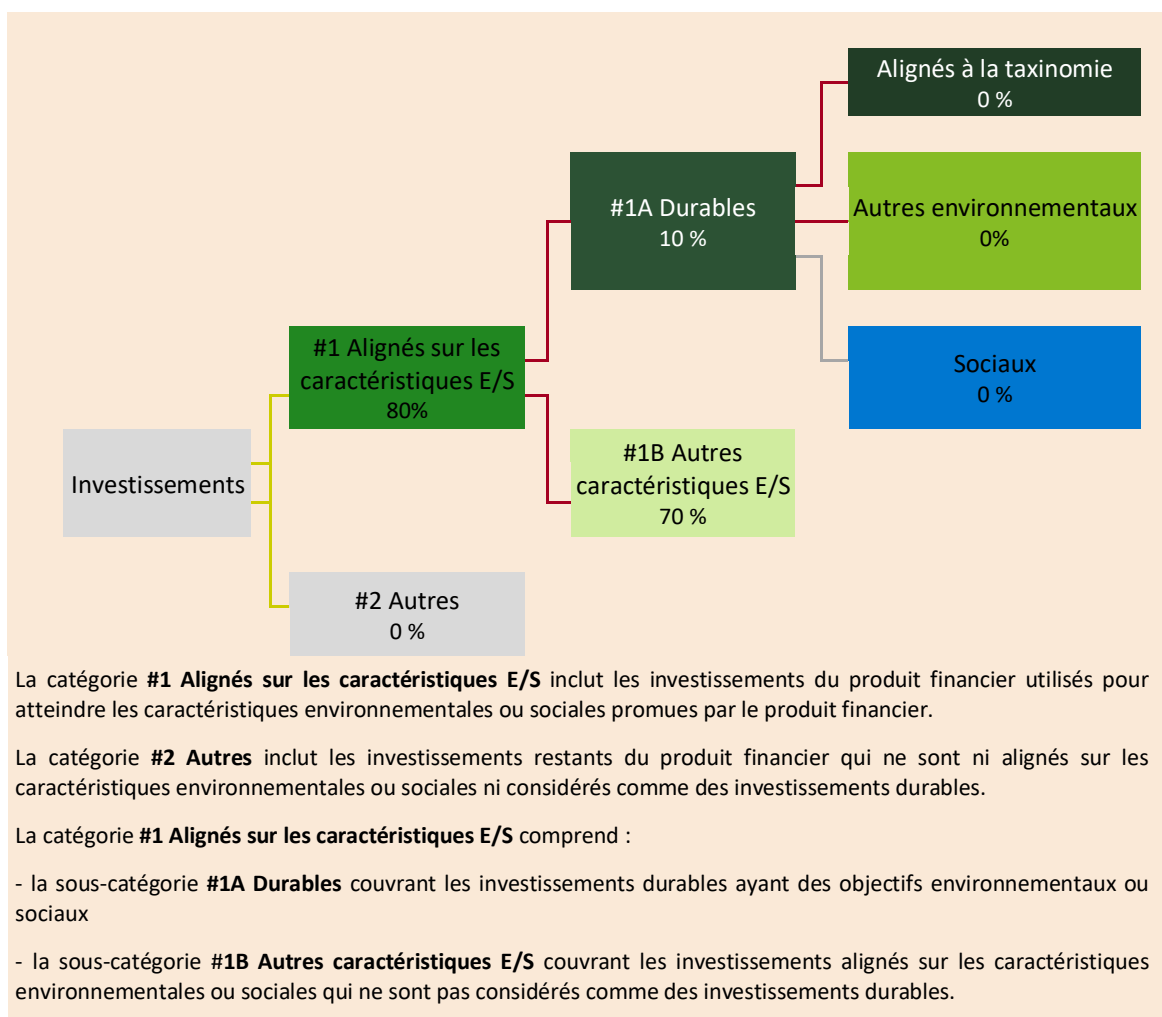 Alignés à la taxinomie
0 %
#1A Durables
10 %
Autres environnementaux
0%
#1 Alignés sur les
caractéristiques E/S
80%
Sociaux
0 %
Investissements
#1B Autres
caractéristiques E/S
70 %
#2 Autres
0 %
La catégorie #1 Alignés sur les caractéristiques E/S inclut les investissements du produit financier utilisés pour
atteindre les caractéristiques environnementales ou sociales promues par le produit financier.
La catégorie #2 Autres inclut les investissements restants du produit financier qui ne sont ni alignés sur les
caractéristiques environnementales ou sociales ni considérés comme des investissements durables.
La catégorie #1 Alignés sur les caractéristiques E/S comprend :
- la sous-catégorie #1A Durables couvrant les investissements durables ayant des objectifs environnementaux ou
sociaux
- la sous-catégorie #1B Autres caractéristiques E/S couvrant les investissements alignés sur les caractéristiques
environnementales ou sociales qui ne sont pas considérés comme des investissements durables.